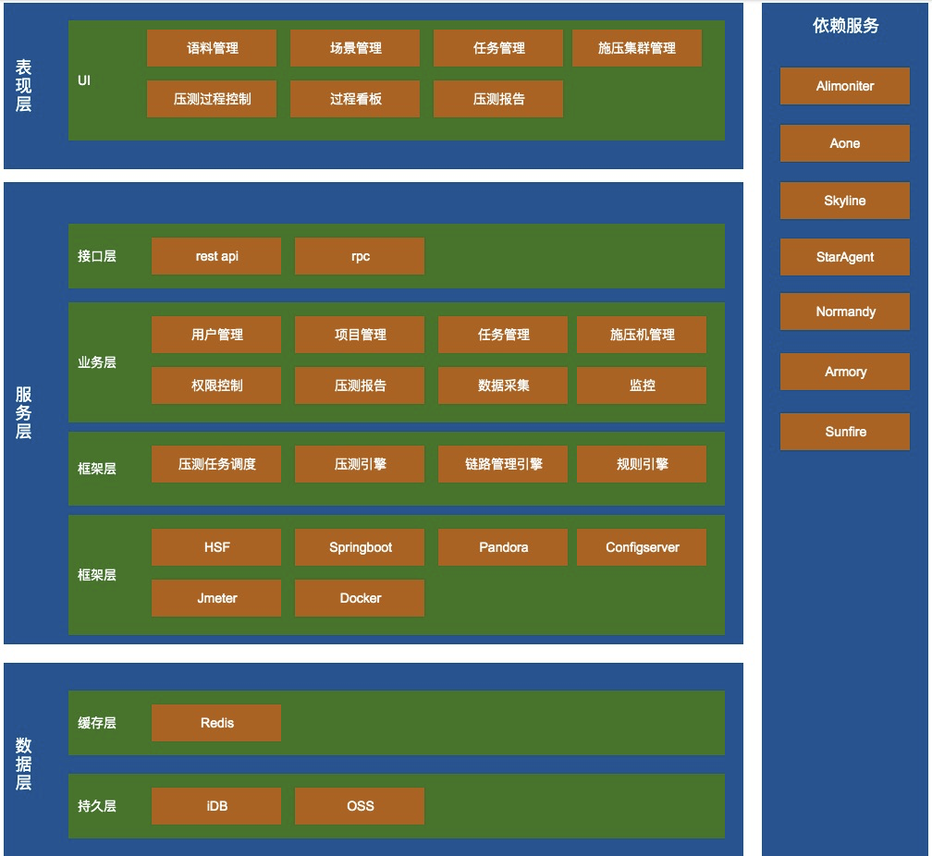 表现层
UI
语料管理
场景管理
任务管理
施压集群管理
压测过程控制
过程看板
压测报告
服务层
接口层
rest api
rpc
业务层
用户管理
项目管理
任务管理
施压机管理
权限控制
压测报告
数据采集
监控
框架层
压测任务调度
压测引擎
链路管理引擎
规则引擎
框架层
HSF
Springboot
Pandora
Configserver
Jmeter
Docker
数据层
缓存层
Redis
持久层
iDB
OSS
依赖服务
Alimoniter
Aone
Skyline
StarAgent
Normandy
Armory
Sunfire